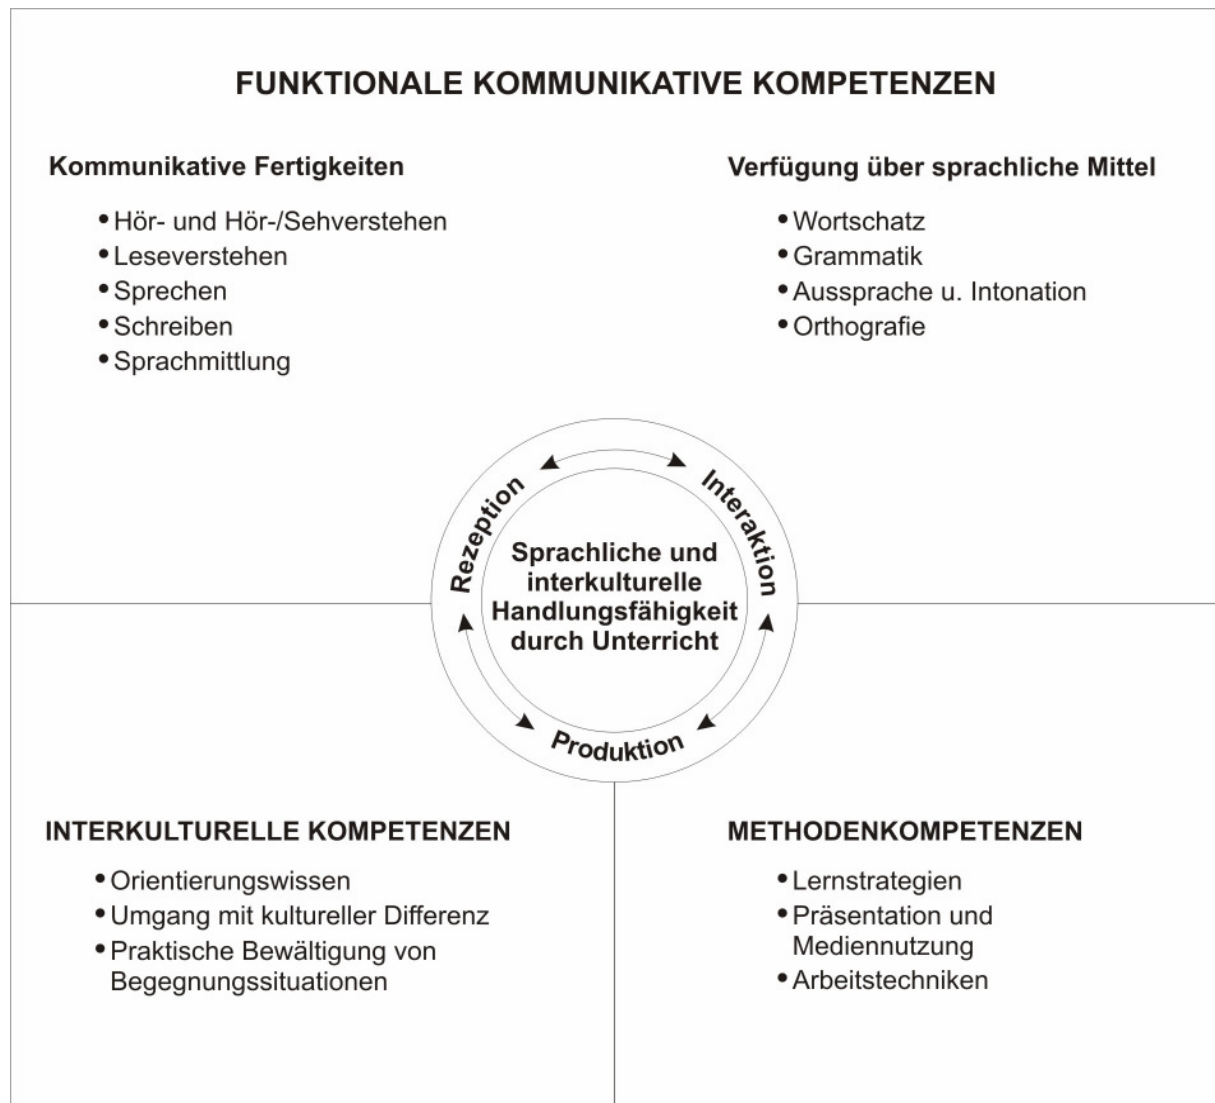 FUNKTIONALE KOMMUNIKATIVE KOMPETENZEN
Kommunikative Fertigkeiten
• Hör- und Hör-/Sehverstehen
• Leseverstehen
• Sprechen
• Schreiben
• Sprachmittlung
Verfügung über sprachliche Mittel
• Wortschatz
• Grammatik
• Aussprache u. Intonation
• Orthografie
Rezeption
Interaktion
Produktion
Sprachliche und
interkulturelle
Handlungsfähigkeit
durch Unterricht
INTERKULTURELLE KOMPETENZEN
• Orientierungswissen
• Umgang mit kultureller Differenz
• Praktische Bewältigung von
Begegnungssituationen
METHODENKOMPETENZEN
• Lernstrategien
• Präsentation und
Mediennutzung
• Arbeitstechniken